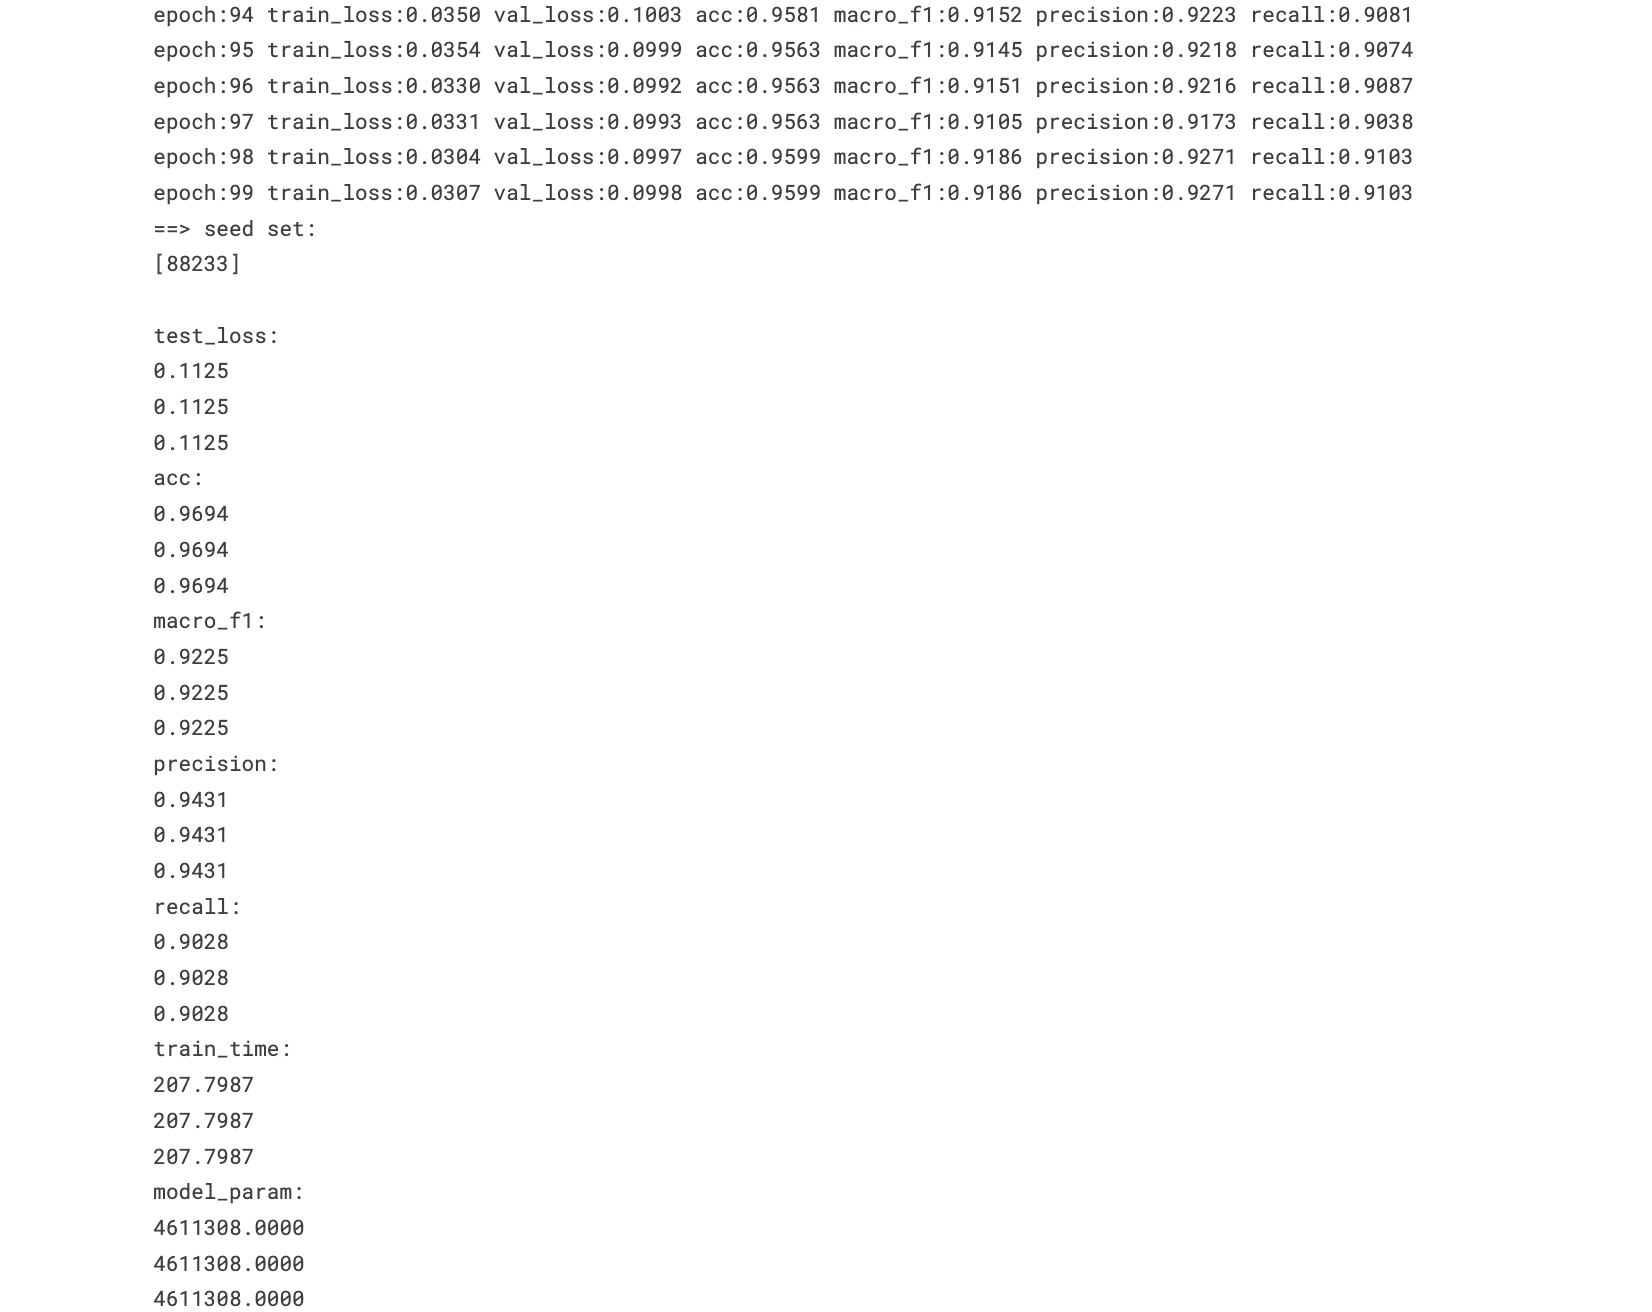 epoch:94 train_loss:0.0350 val_loss:0.1003 acc:0.9581 macro_f1:0.9152 precision:0.9223 recall:0.9081
epoch:95 train_loss:0.0354 val_loss:0.0999 acc:0.9563 macro_f1:0.9145 precision:0.9218 recall:0.9074
epoch:96 train_loss:0.0330 val_loss:0.0992 acc:0.9563 macro_f1:0.9151 precision:0.9216 recall:0.9087
epoch:97 train_loss:0.0331 val_loss:0.0993 acc:0.9563 macro_f1:0.9105 precision:0.9173 recall:0.9038
epoch:98 train_loss:0.0304 val_loss:0.0997 acc:0.9599 macro_f1:0.9186 precision:0.9271 recall:0.9103
epoch:99 train_loss:0.0307 val_loss:0.0998 acc:0.9599 macro_f1:0.9186 precision:0.9271 recall:0.9103
==> seed set:
[88233]
test_loss:
0.1125
0.1125
0.1125
acc:
0.9694
0.9694
0.9694
macro_f1:
0.9225
0.9225
0.9225
precision:
0.9431
0.9431
0.9431
recall:
0.9028
0.9028
0.9028
train_time:
207.7987
207.7987
207.7987
model_param:
4611308.0000
4611308.0000
4611308.0000